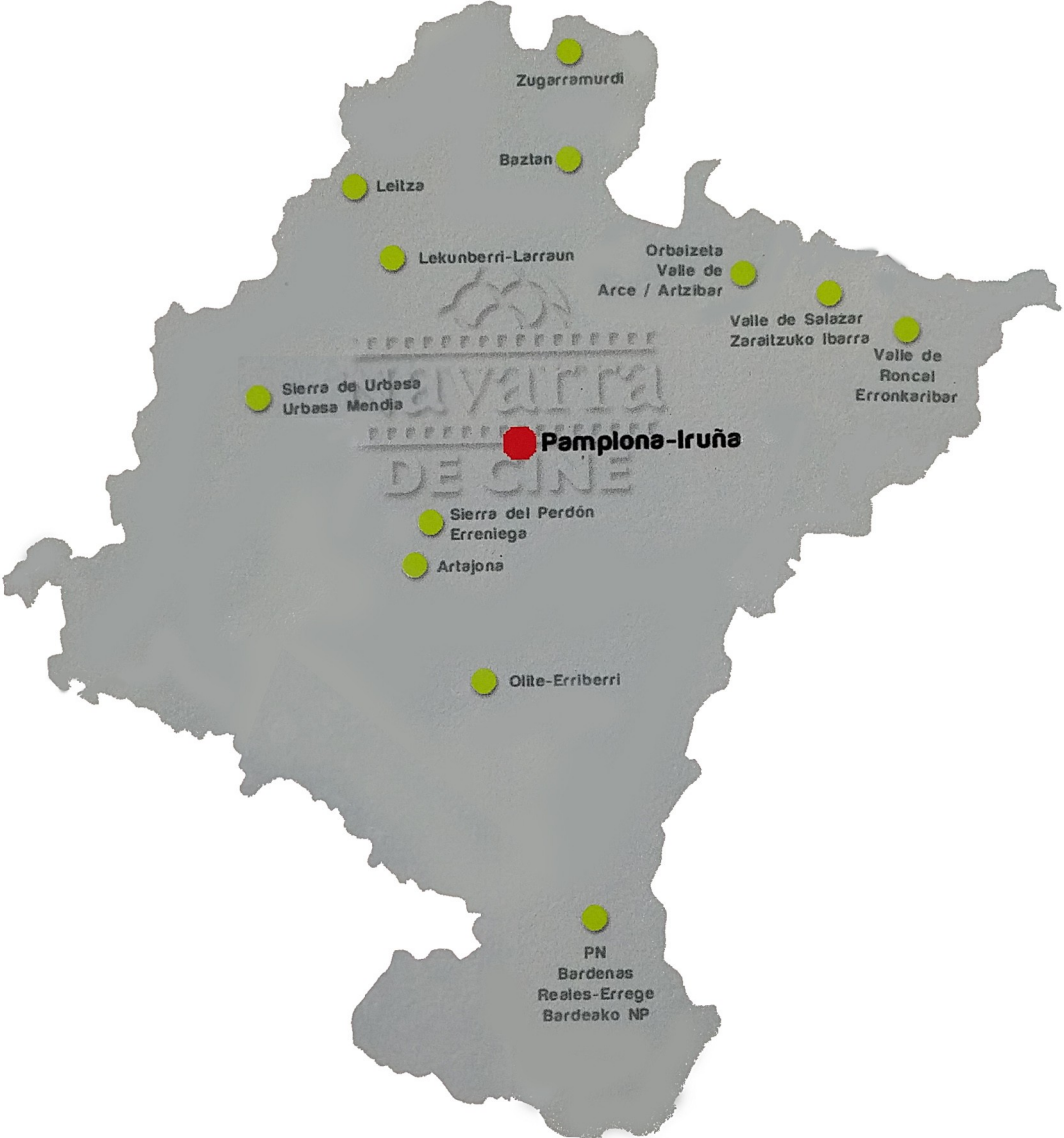 Zugarramurdi
Baztan
Leitza
Lekunberri-Larraun
Orbaizeta
Valle de
Arce / Artzibar
Valle de Salazar
Zaraitzuko Ibarra
Valle de
Roncal
Erronkaribar
Sierra de Urbasa
Urbasa Mendia
navarra
DE CINE
Pamplona-Iruña
Sierra del Perdón
Erreniega
Artajona
Olite-Erriberri
PN
Bardenas
Reales-Errege
Bardeako NP